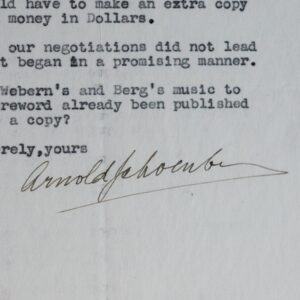 ld have to make an extra copy
money in Dollars.
our negotiations did not lead
t began in a promising manner.
Webern's and Berg's music to
reword already been published
a copy?
rely,yours
Arnold Schoenberg